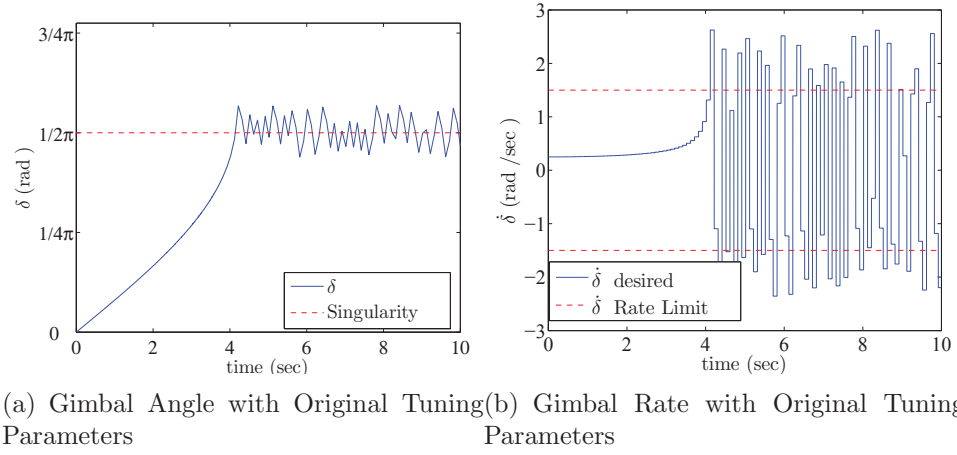 3/4π
1/2π
1/4π
0
δ (rad )
0 2 4 6 8 10
time (sec)
δ
Singularity
3
2
1
0
−1
−2
−3
δ̇ (rad /sec)
0 2 4 6 8 10
time (sec)
δ̇ desired
δ̇ Rate Limit
(a) Gimbal Angle with Original Tuning
Parameters
(b) Gimbal Rate with Original Tuning
Parameters